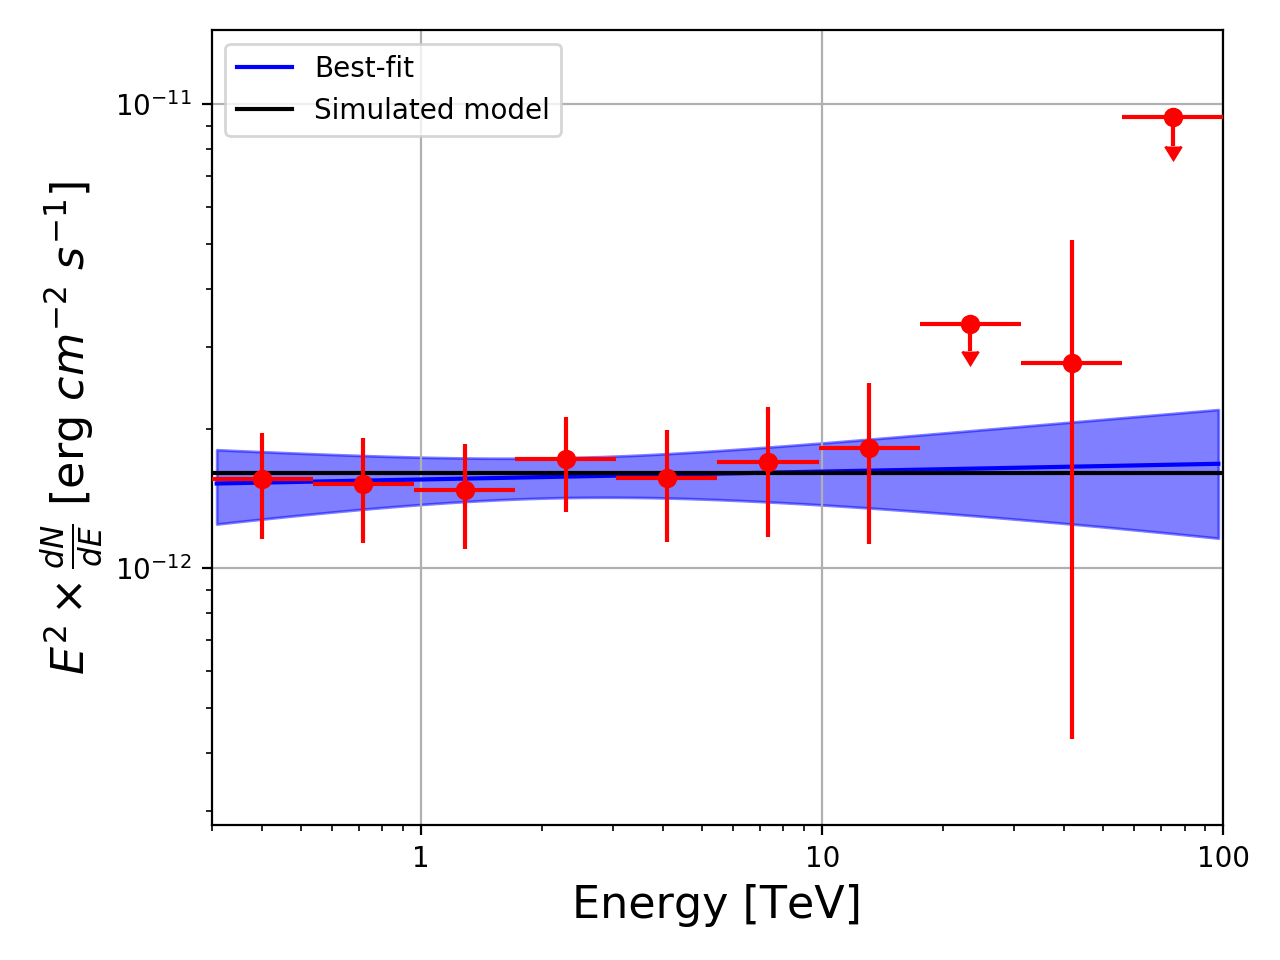 Best-fit
Simulated model
10⁻¹¹
10⁻¹²
E² × dN/dE [erg cm⁻² s⁻¹]
1 10 100
Energy [TeV]